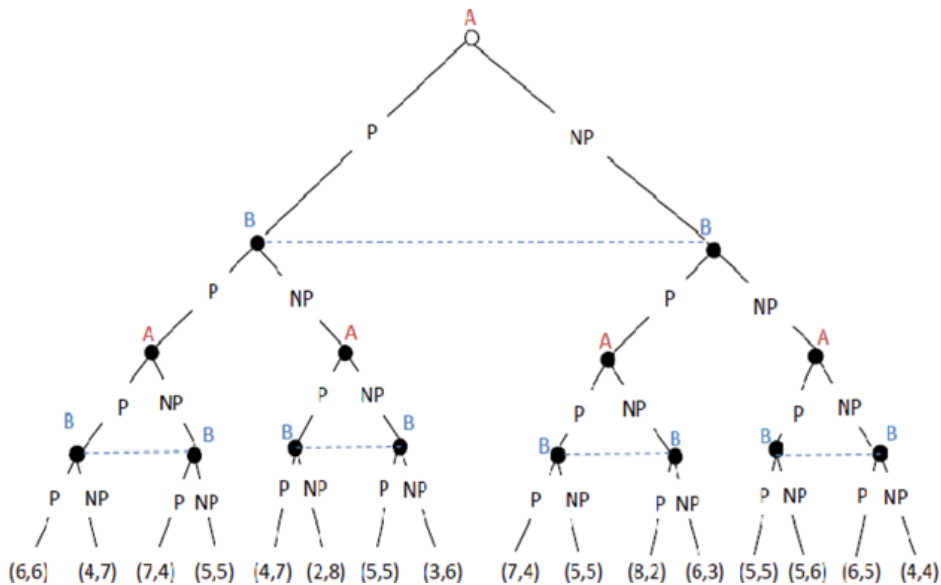 A
P NP
B B
P NP P NP
A A A A
P NP P NP P NP P NP
B B B B B B B B
P NP P NP P NP P NP P NP P NP P NP P NP
(6,6) (4,7) (7,4) (5,5) (4,7) (2,8) (5,5) (3,6) (7,4) (5,5) (8,2) (6,3) (5,5) (5,6) (6,5) (4,4)